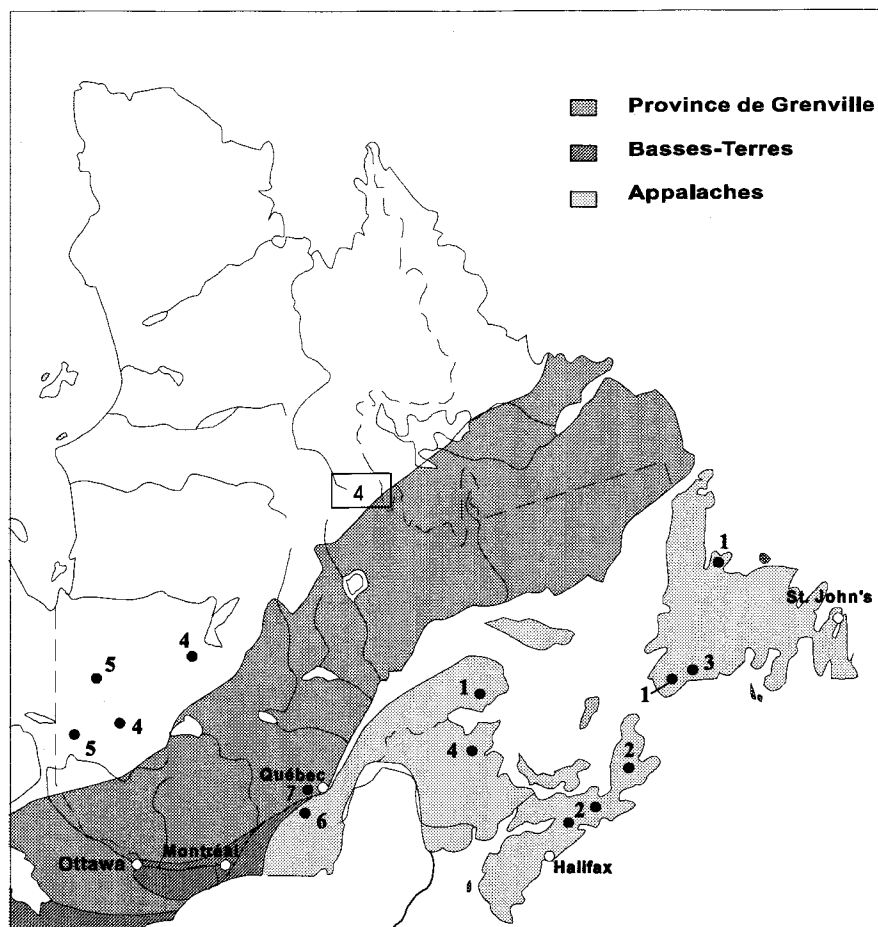 Province de Grenville
Basses-Terres
Appalaches
4
1
St. John's
4
5
3
1
1
4
5
4
2
Québec
7
2
6
Montréal
Ottawa
Halifax